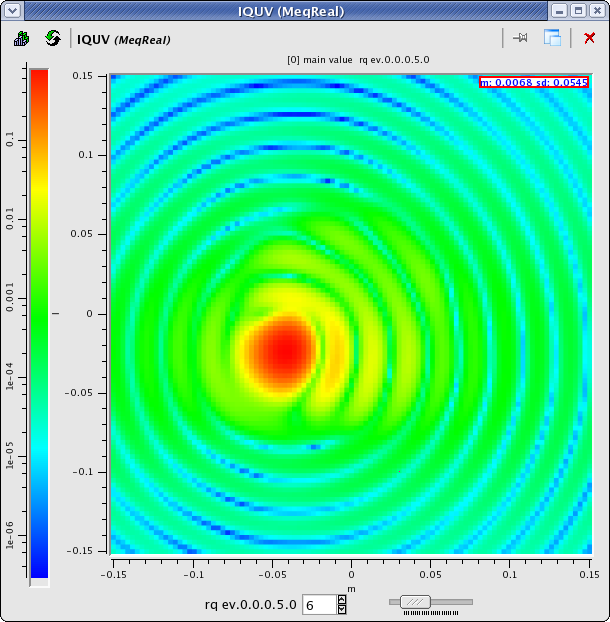 IQUV (MeqReal)
IQUV (MeqReal)
[0] main value rq ev.0.0.0.5.0
m: 0.0068 sd: 0.0545
0.1
0.01
0.001
1e-04
1e-05
1e-06
0.15
0.1
0.05
0
-0.05
-0.1
-0.15
-0.15
-0.1
-0.05
0
0.05
0.1
0.15
m
rq ev.0.0.0.5.0
6